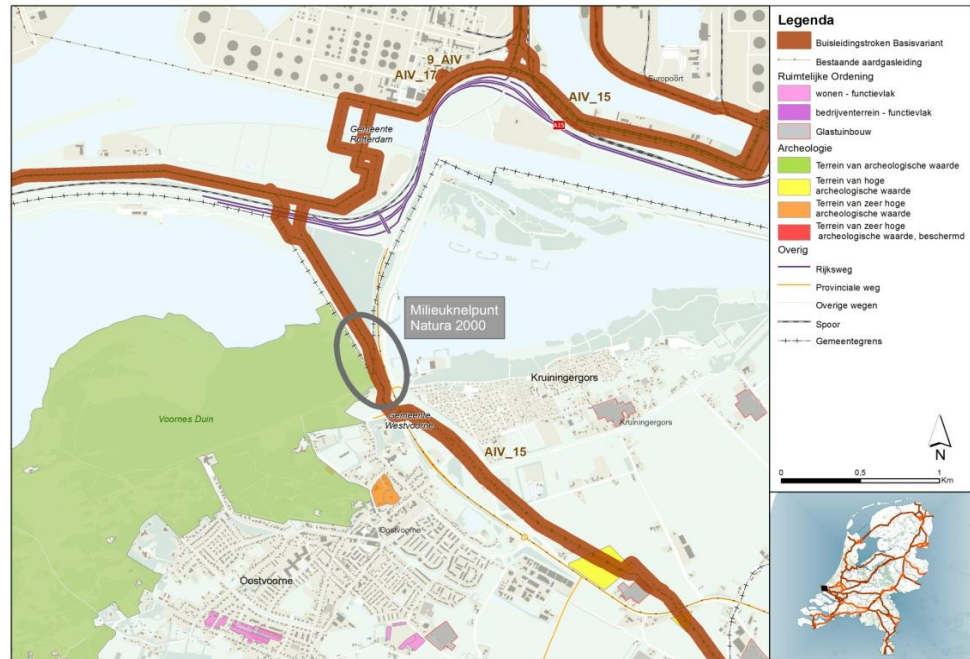 9_AIV
AIV_17
AIV_15
Europoort
A15
Gemeente
Rotterdam
Milieuknelpunt
Natura 2000
Kruiningergors
Kruiningergors
Voornes Duin
Gemeente
Westvoorne
AIV_15
Oostvoorne
Oostvoorne
Legenda
Buisleidingstroken Basisvariant
Bestaande aardgasleiding
Ruimtelijke Ordening
wonen - functievlak
bedrijventerrein - functievlak
Glastuinbouw
Archeologie
Terrein van archeologische waarde
Terrein van hoge
archeologische waarde
Terrein van zeer hoge
archeologische waarde
Terrein van zeer hoge
archeologische waarde, beschermd
Overig
Rijksweg
Provinciale weg
Overige wegen
Spoor
Gemeentegrens
N
0 0,5 1
Km